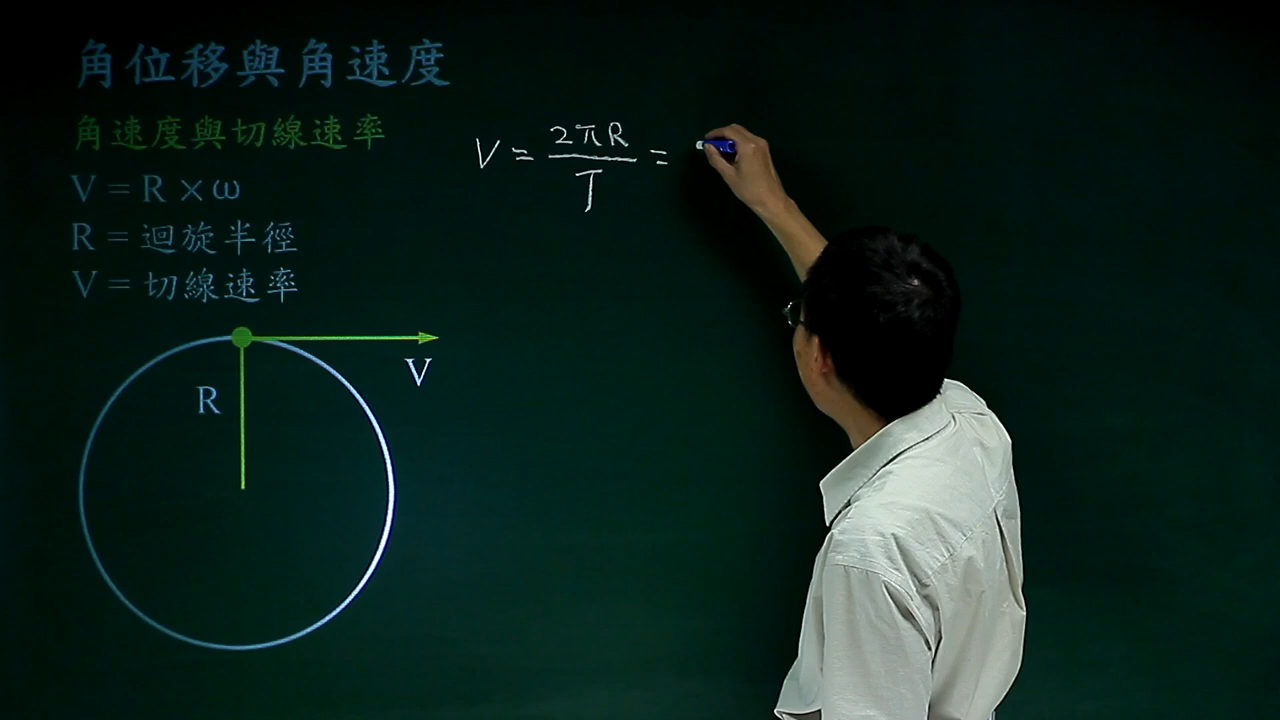 角位移與角速度
角速度與切線速率
V = R × ω
R = 迴旋半徑
V = 切線速率
V = 2πR / T =
R
V